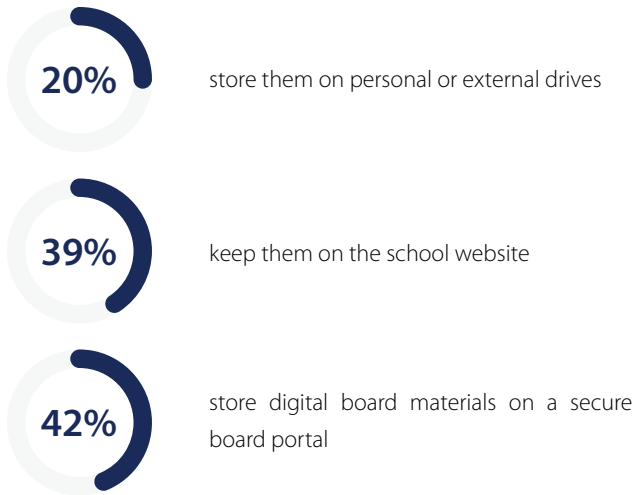 20%
store them on personal or external drives
39%
keep them on the school website
42%
store digital board materials on a secure
board portal